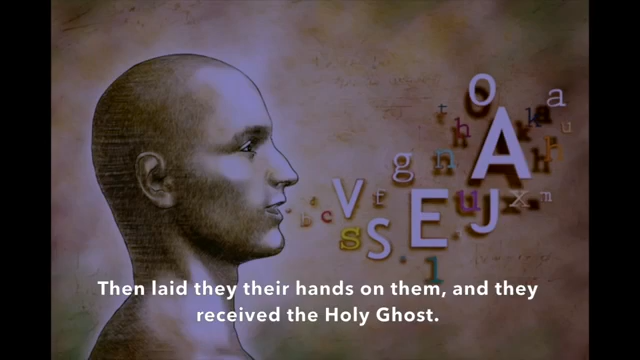 o a
t h k a u
A h
g n
V f E u J x m
b e c
S S
l
Then laid they their hands on them, and they
received the Holy Ghost.